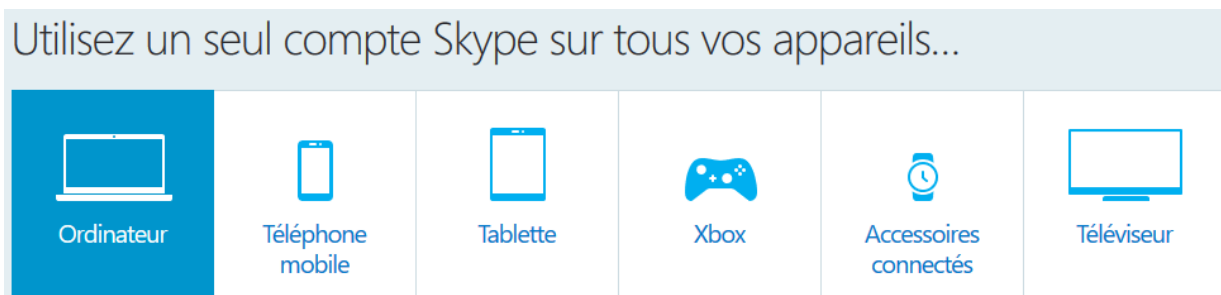 Utilisez un seul compte Skype sur tous vos appareils...
Ordinateur
Téléphone
mobile
Tablette
Xbox
Accessoires
connectés
Téléviseur